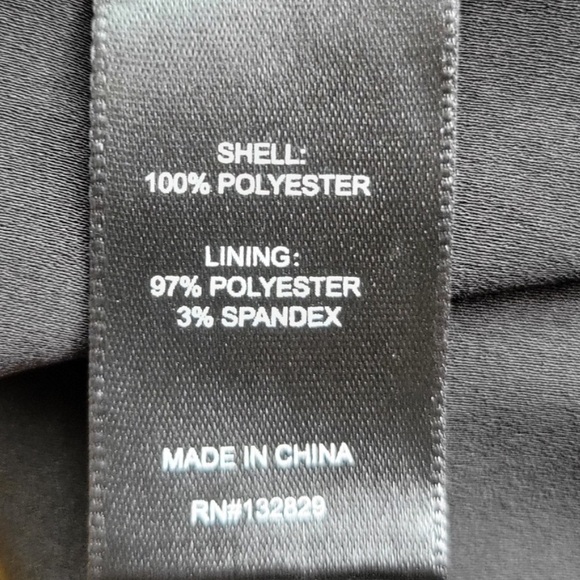 SHELL:
100% POLYESTER
LINING:
97% POLYESTER
3% SPANDEX
MADE IN CHINA
RN#132829